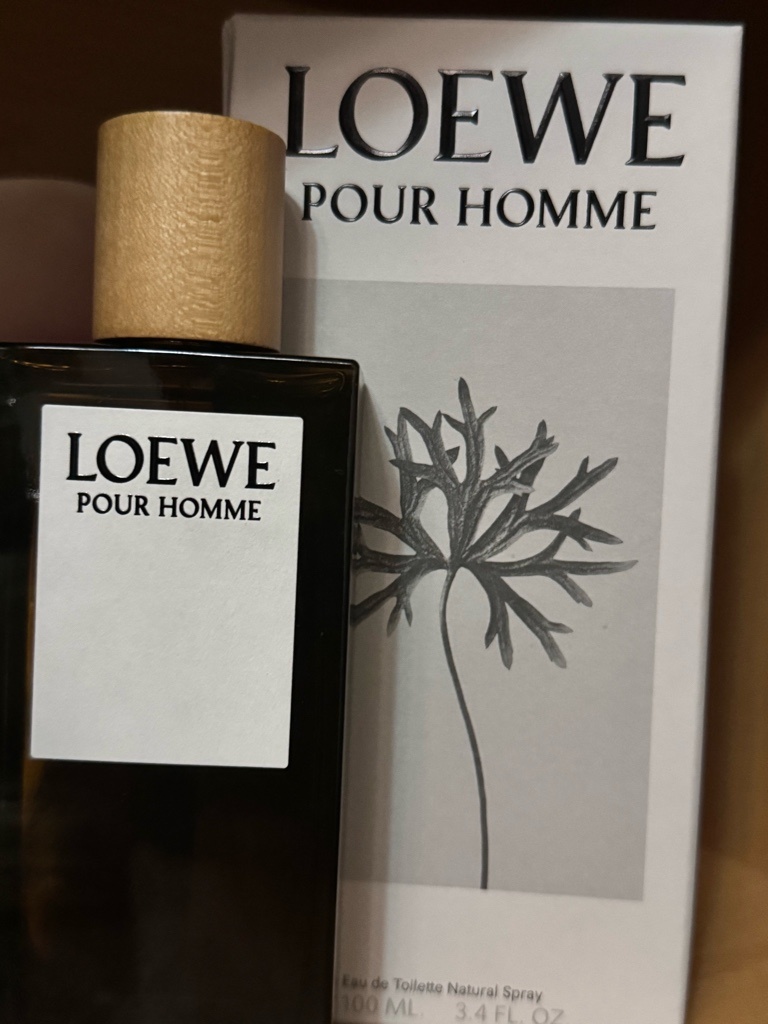 LOEWE
POUR HOMME
LOEWE
POUR HOMME
Eau de Toilette Natural Spray
100 ML. 3.4 FL. OZ